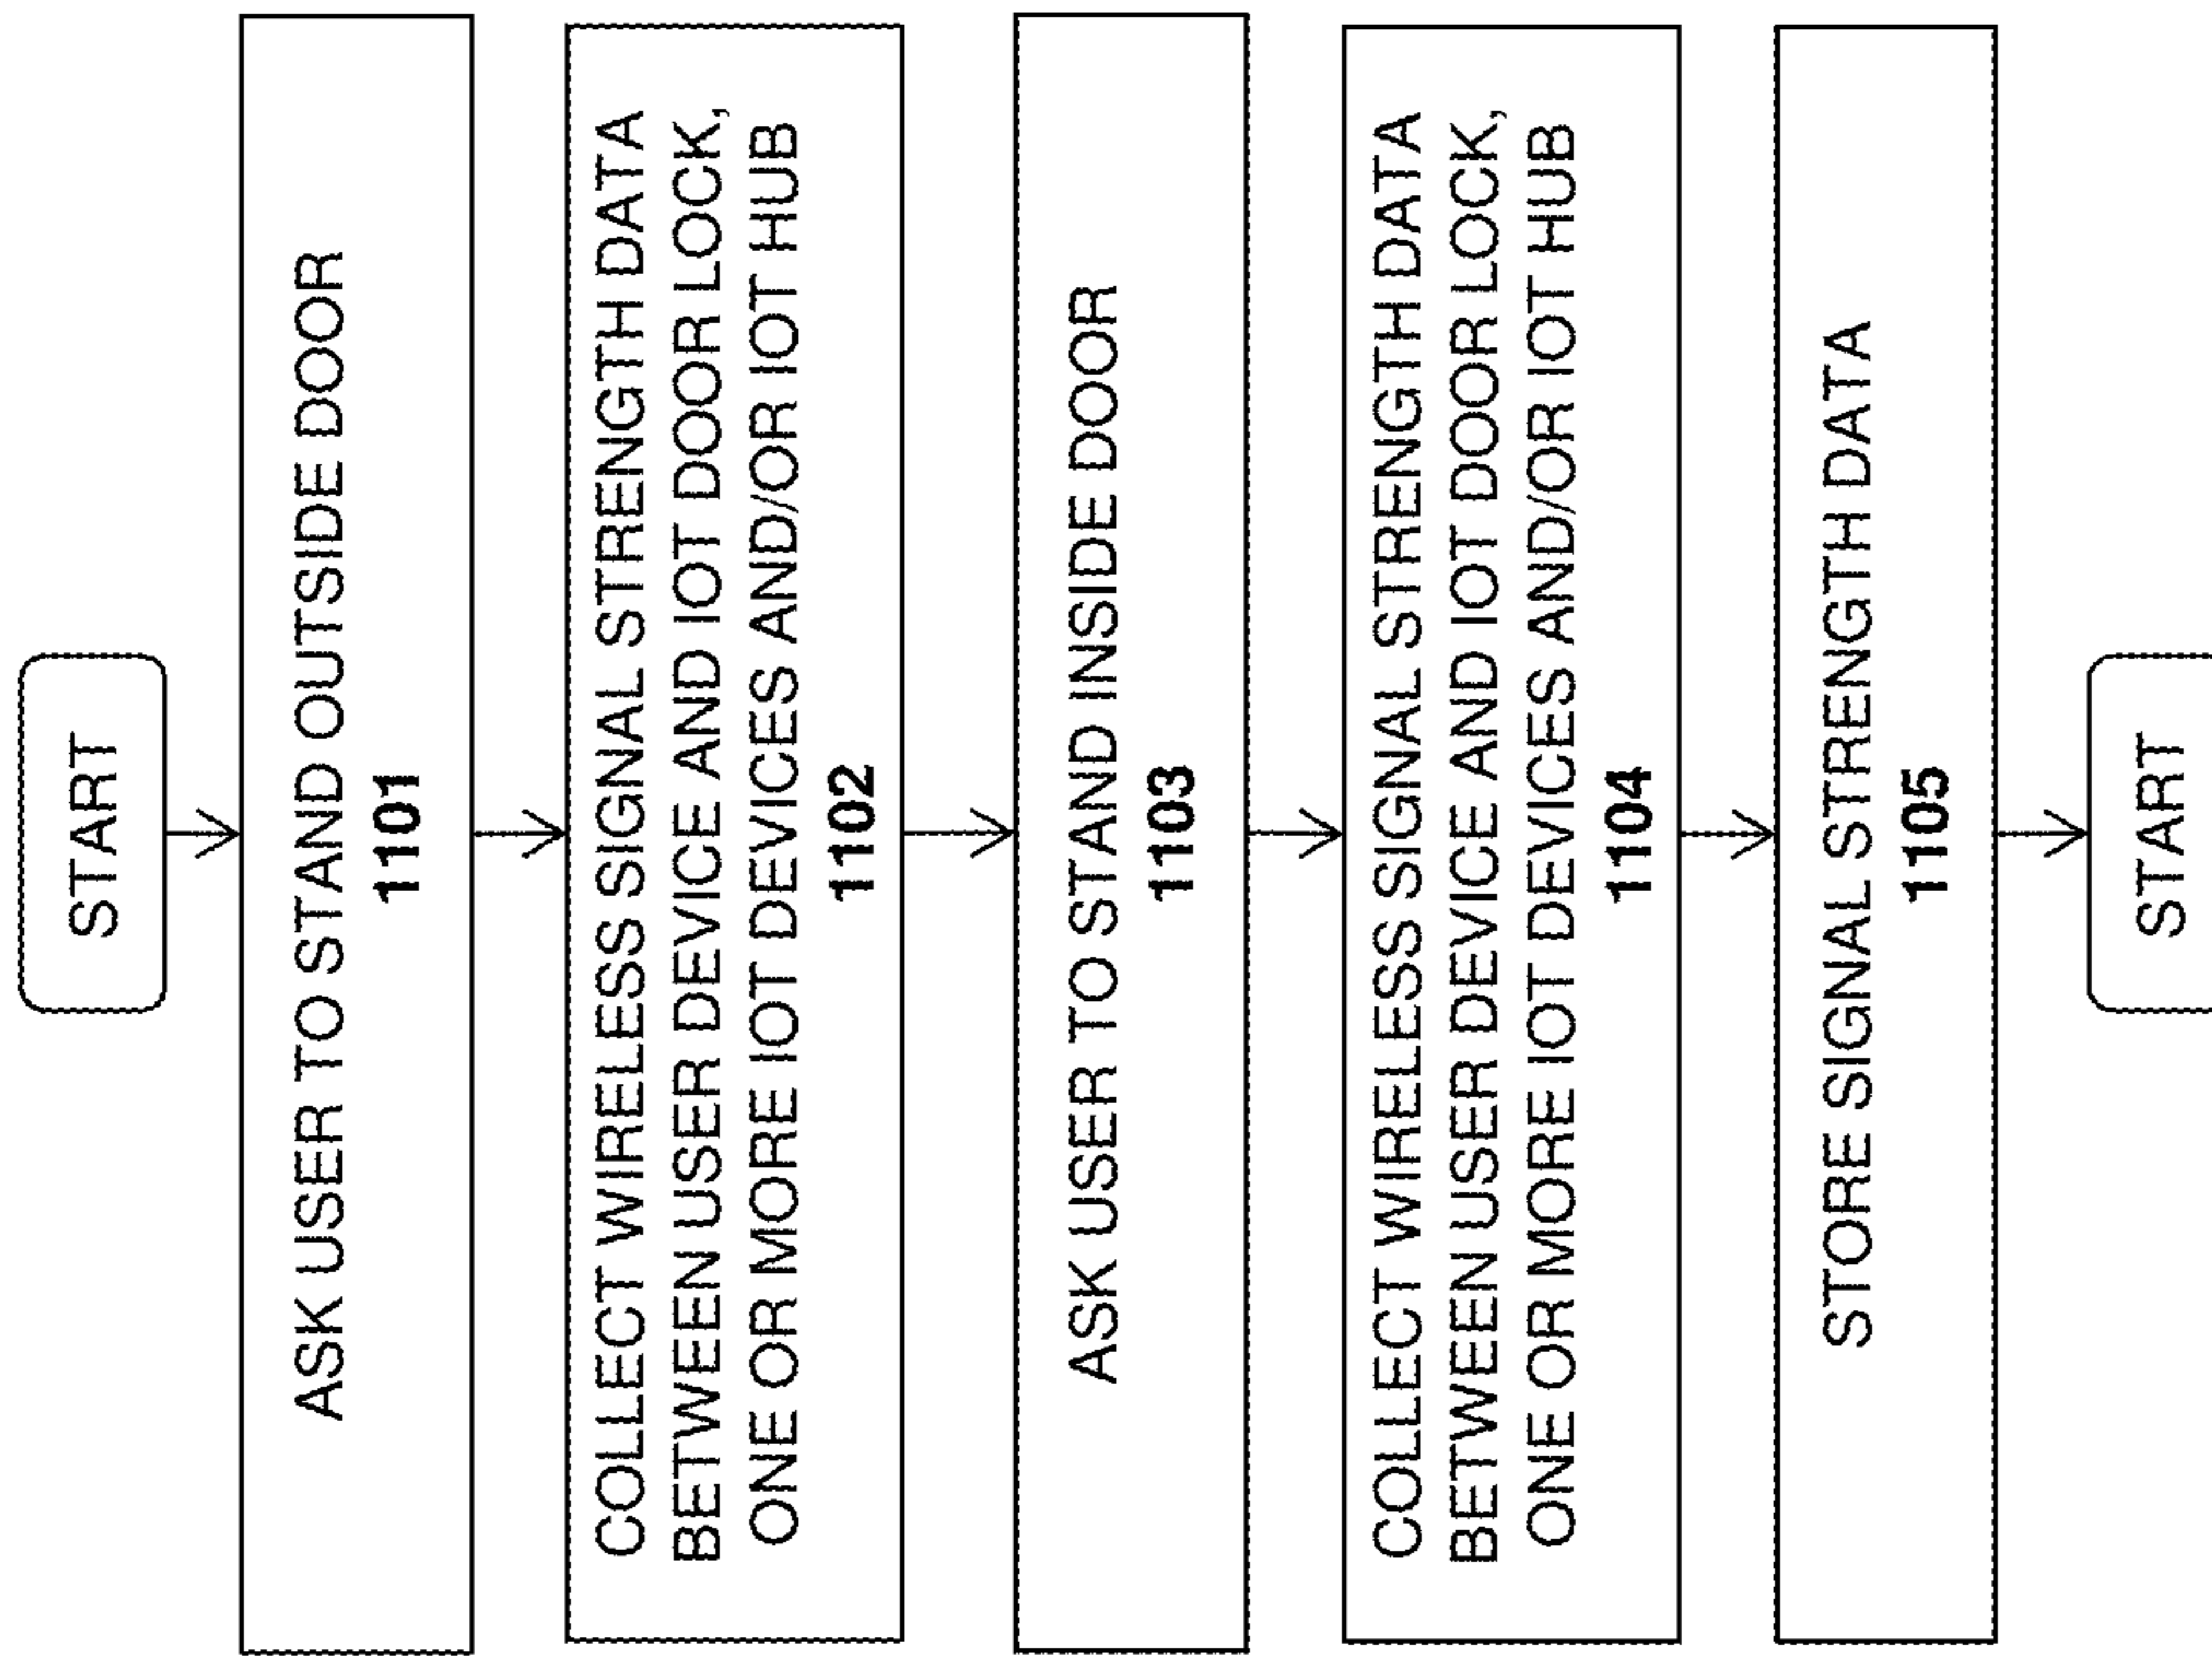 START
ASK USER TO STAND OUTSIDE DOOR
1101
COLLECT WIRELESS SIGNAL STRENGTH DATA
BETWEEN USER DEVICE AND IOT DOOR LOCK,
ONE OR MORE IOT DEVICES AND/OR IOT HUB
1102
ASK USER TO STAND INSIDE DOOR
1103
COLLECT WIRELESS SIGNAL STRENGTH DATA
BETWEEN USER DEVICE AND IOT DOOR LOCK,
ONE OR MORE IOT DEVICES AND/OR IOT HUB
1104
STORE SIGNAL STRENGTH DATA
1105
START